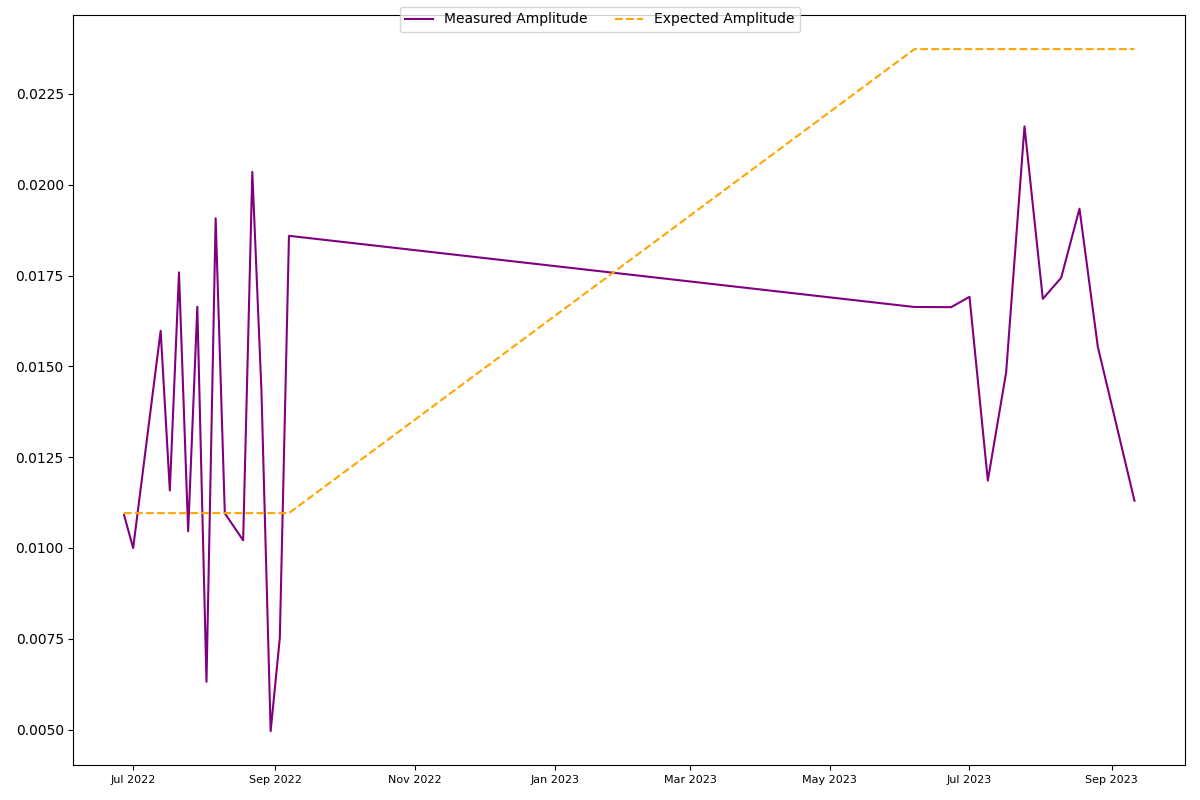 Measured Amplitude
Expected Amplitude
0.0225
0.0200
0.0175
0.0150
0.0125
0.0100
0.0075
0.0050
Jul 2022
Sep 2022
Nov 2022
Jan 2023
Mar 2023
May 2023
Jul 2023
Sep 2023